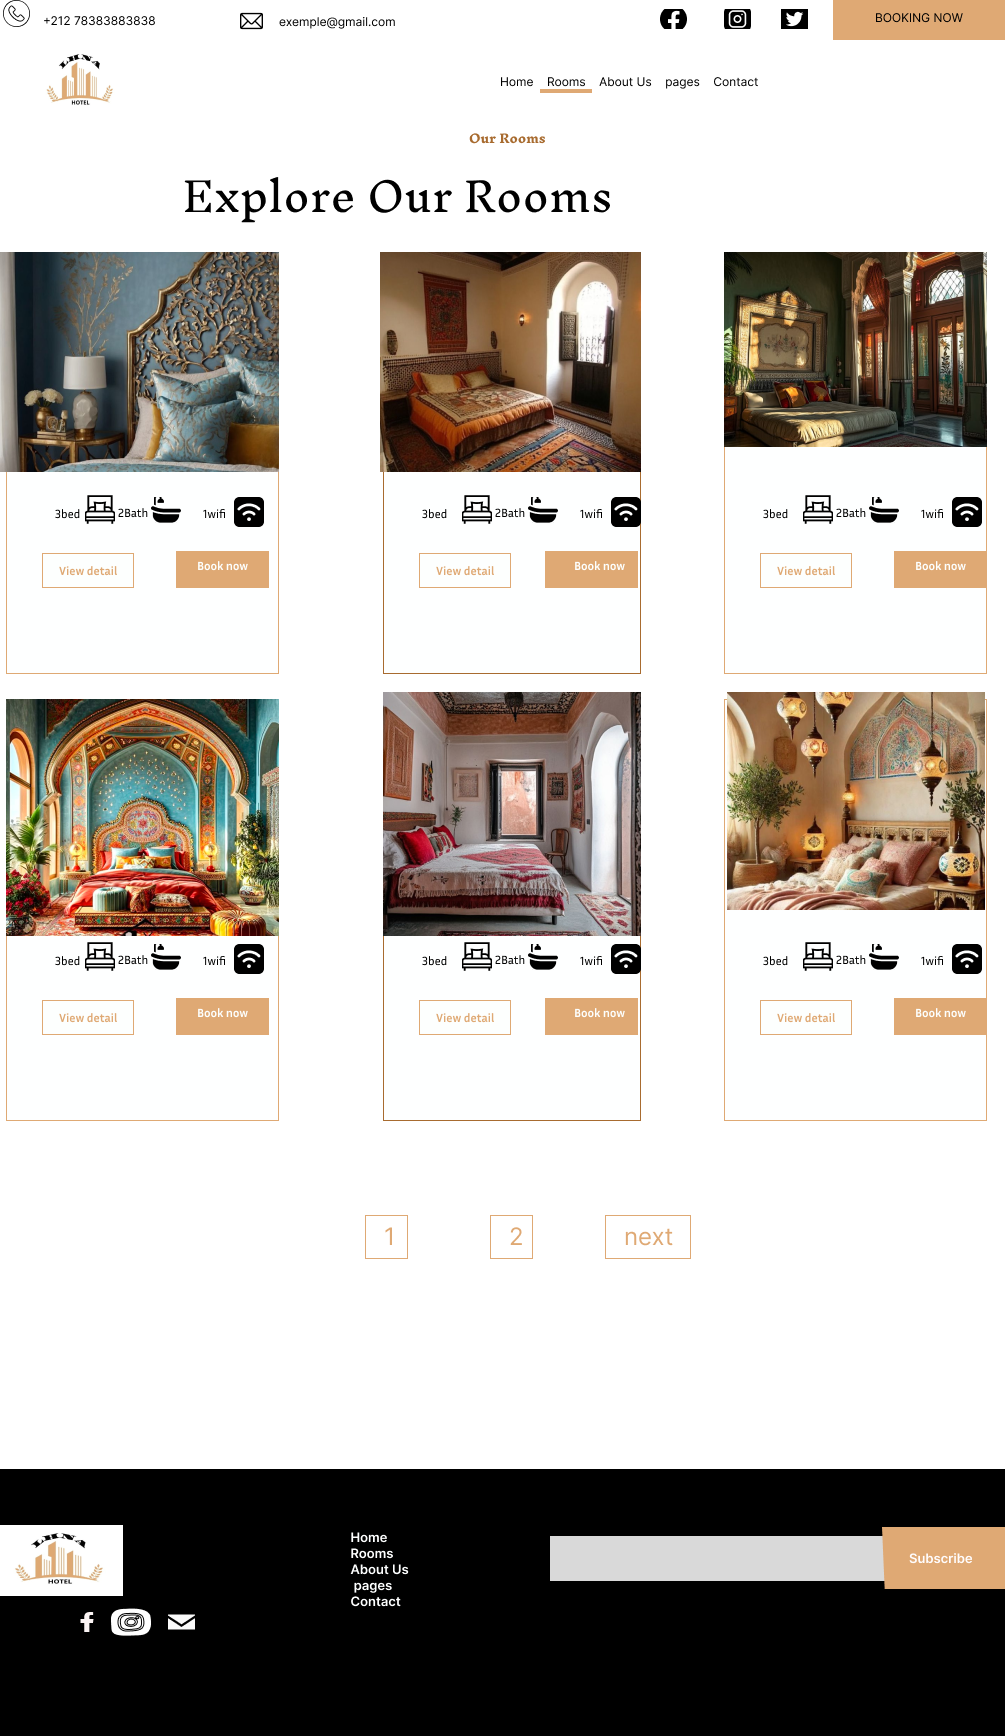 +212 78383883838
exemple@gmail.com
BOOKING NOW
LUNA
HOTEL
Home Rooms About Us pages Contact
Our Rooms
Explore Our Rooms
3bed 2Bath 1wifi
View detail Book now
3bed 2Bath 1wifi
View detail Book now
3bed 2Bath 1wifi
View detail Book now
3bed 2Bath 1wifi
View detail Book now
3bed 2Bath 1wifi
View detail Book now
3bed 2Bath 1wifi
View detail Book now
1 2 next
LUNA
HOTEL
Home
Rooms
About Us
pages
Contact
Subscribe